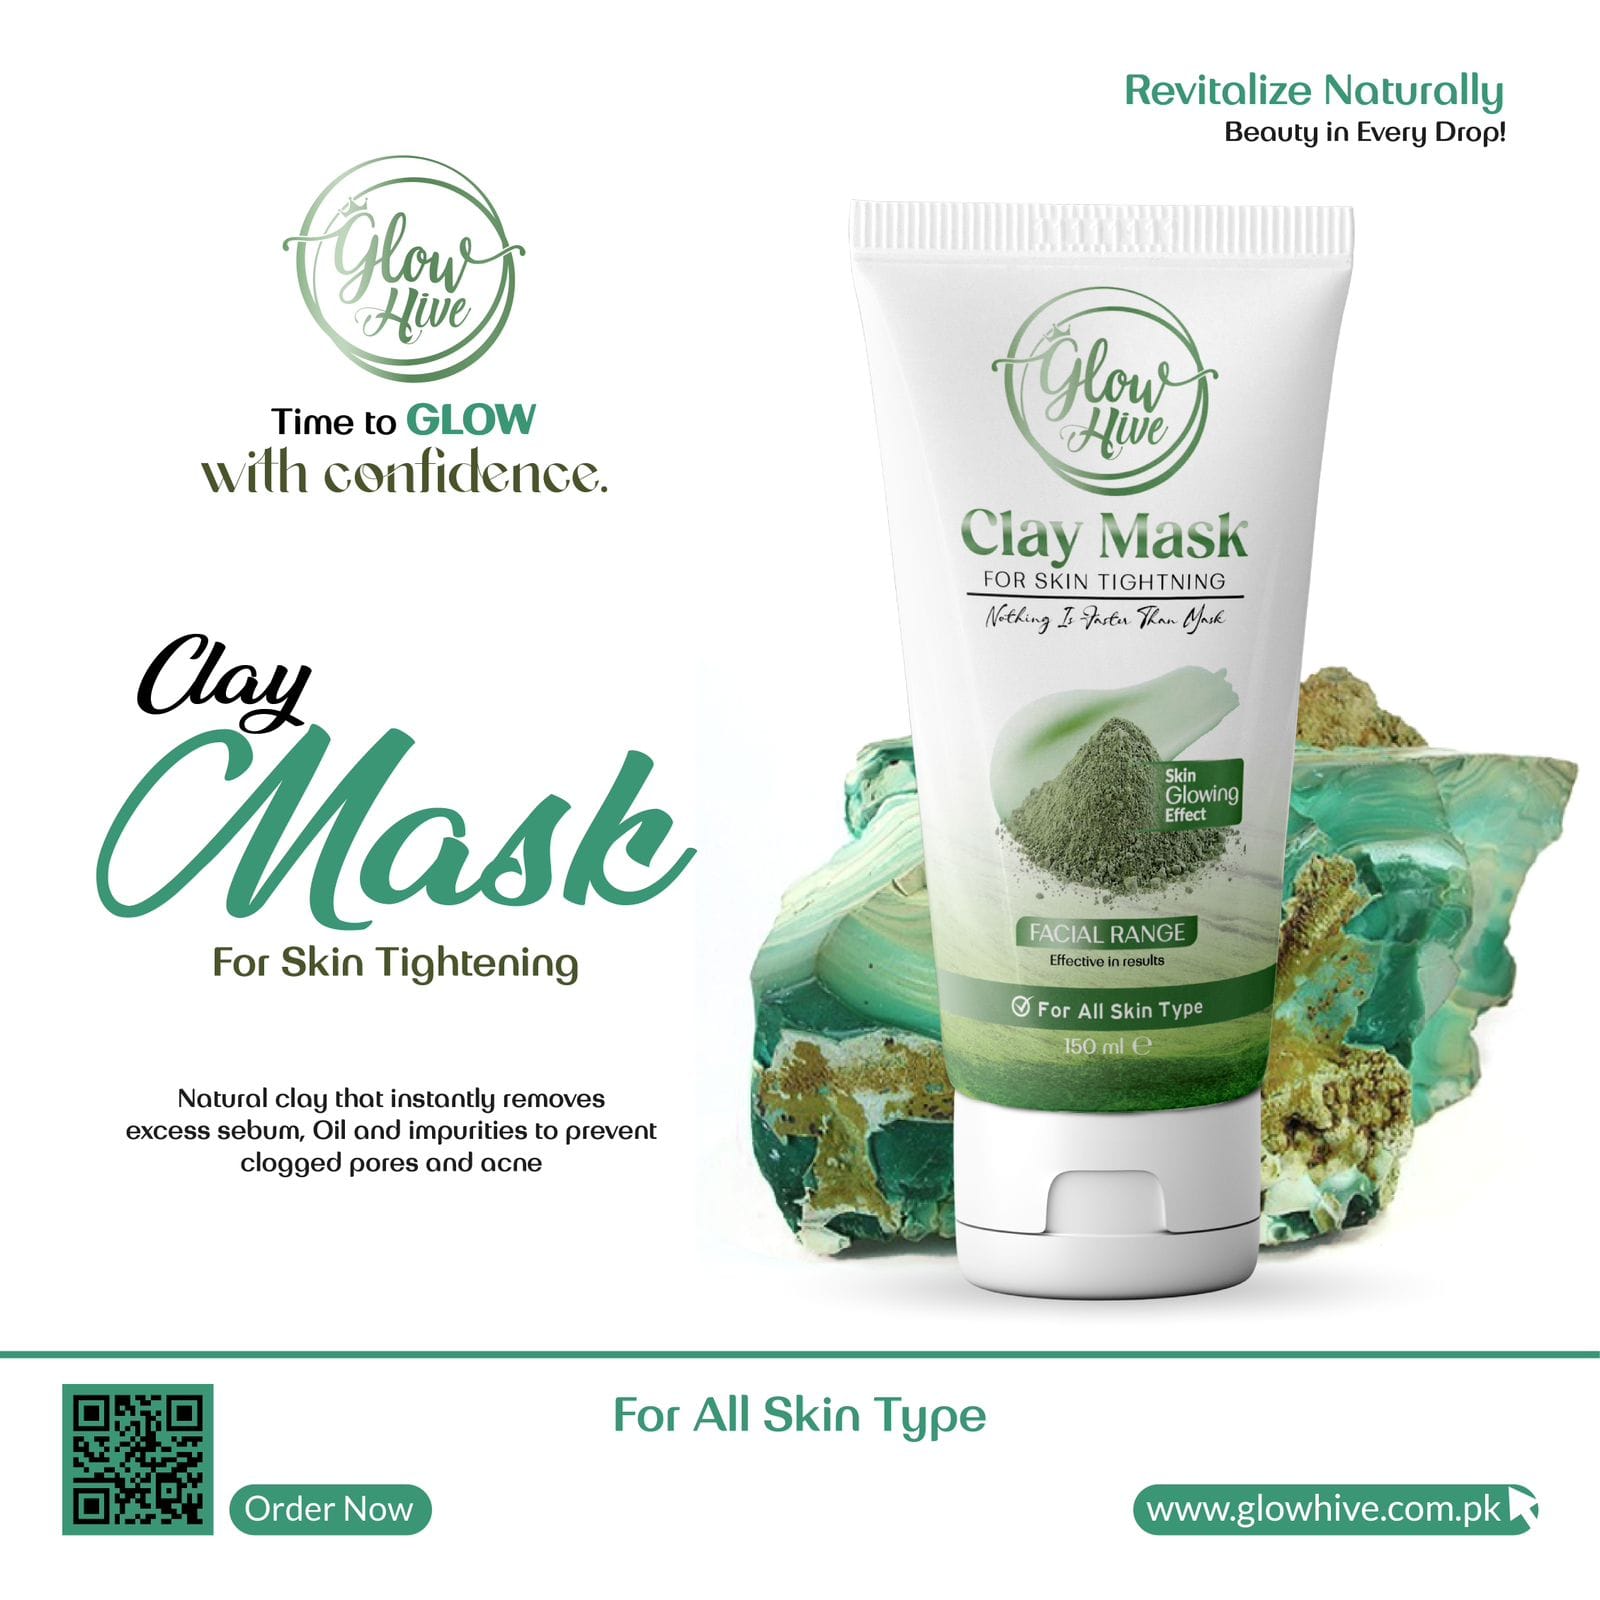 Revitalize Naturally
Beauty in Every Drop!
Glow
Hive
Time to GLOW
with confidence.
Clay
Mask
For Skin Tightening
Natural clay that instantly removes
excess sebum, Oil and impurities to prevent
clogged pores and acne
Glow
Hive
Clay Mask
FOR SKIN TIGHTNING
Nothing Is Faster Than Mask
Skin
Glowing
Effect
FACIAL RANGE
Effective in results
For All Skin Type
150 ml ℮
For All Skin Type
Order Now
www.glowhive.com.pk